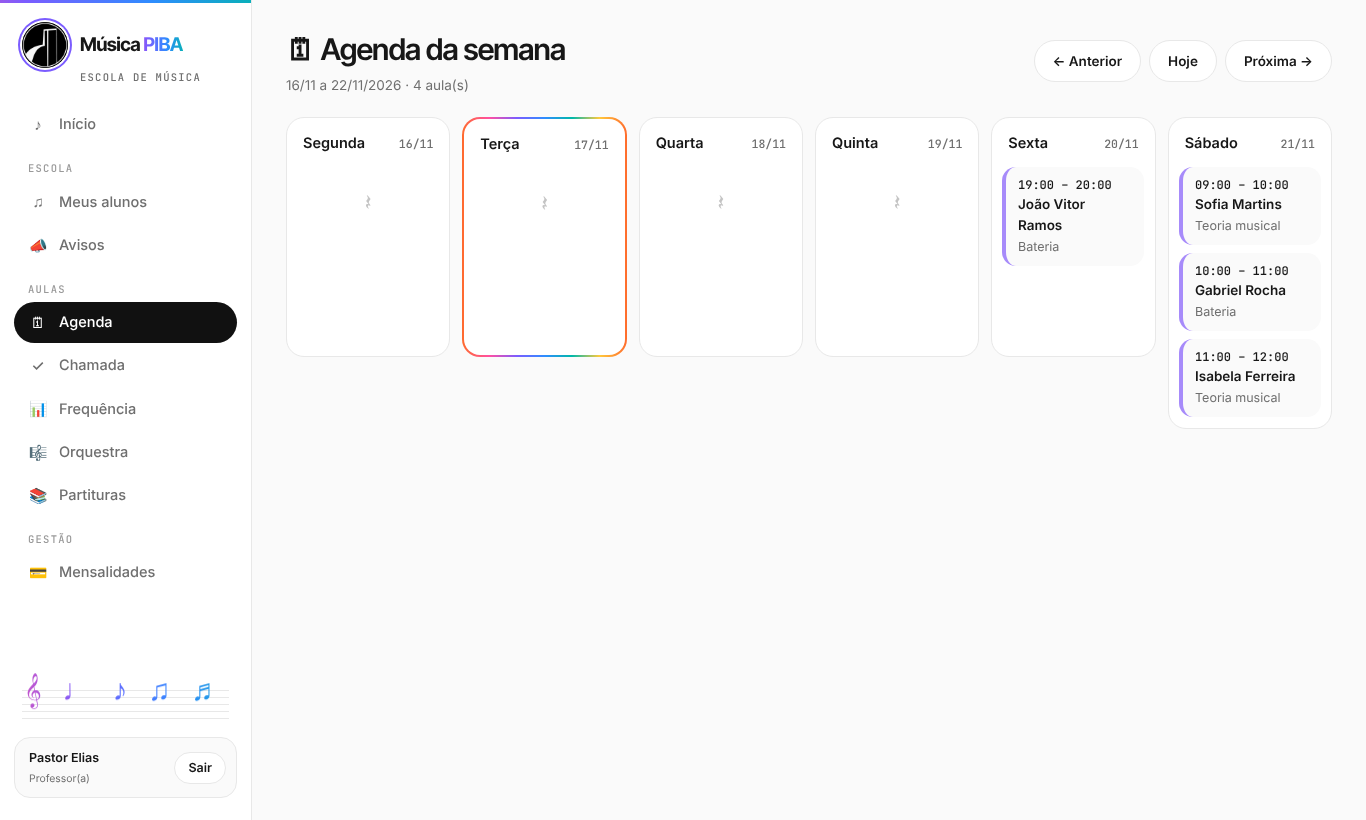 Música PIBA
ESCOLA DE MÚSICA
Início
ESCOLA
Meus alunos
Avisos
AULAS
Agenda
Chamada
Frequência
Orquestra
Partituras
GESTÃO
Mensalidades
Pastor Elias
Professor(a)
Sair
Agenda da semana
16/11 a 22/11/2026 · 4 aula(s)
← Anterior
Hoje
Próxima →
Segunda 16/11
Terça 17/11
Quarta 18/11
Quinta 19/11
Sexta 20/11
19:00 – 20:00
João Vitor
Ramos
Bateria
Sábado 21/11
09:00 – 10:00
Sofia Martins
Teoria musical
10:00 – 11:00
Gabriel Rocha
Bateria
11:00 – 12:00
Isabela Ferreira
Teoria musical